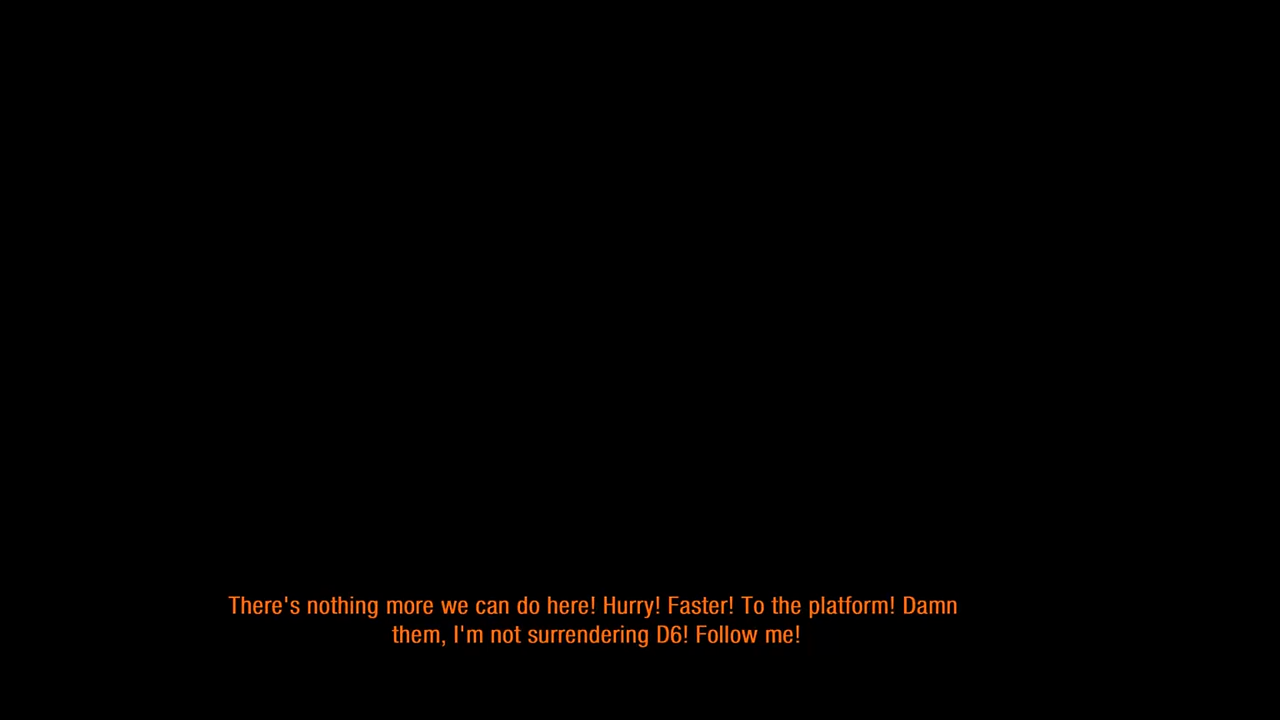 There's nothing more we can do here! Hurry! Faster! To the platform! Damn
them, I'm not surrendering D6! Follow me!